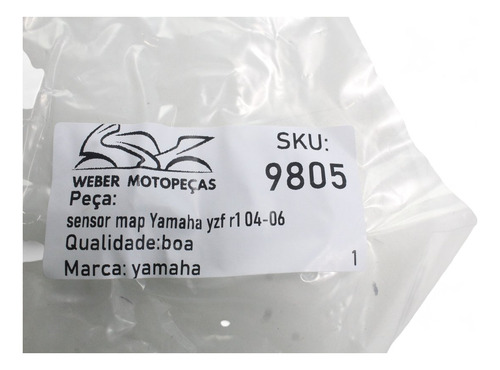 WEBER MOTOPEÇAS
SKU:
9805
Peça:
sensor map Yamaha yzf r1 04-06
Qualidade:boa
Marca: yamaha
1